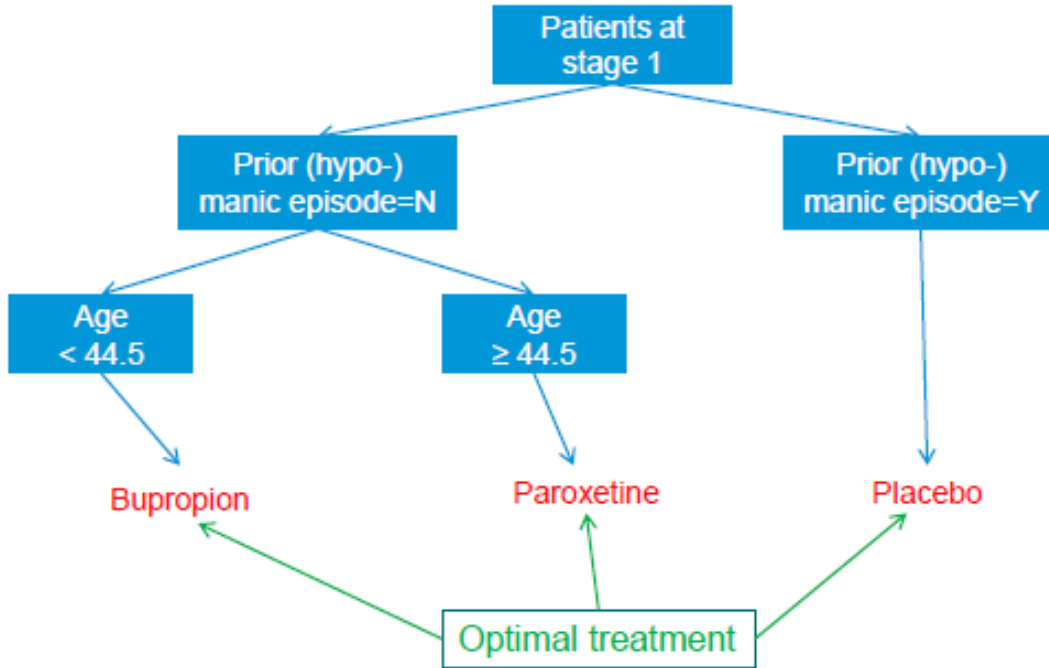 Patients at
stage 1
Prior (hypo-)
manic episode=N
Prior (hypo-)
manic episode=Y
Age
< 44.5
Age
≥ 44.5
Bupropion
Paroxetine
Placebo
Optimal treatment